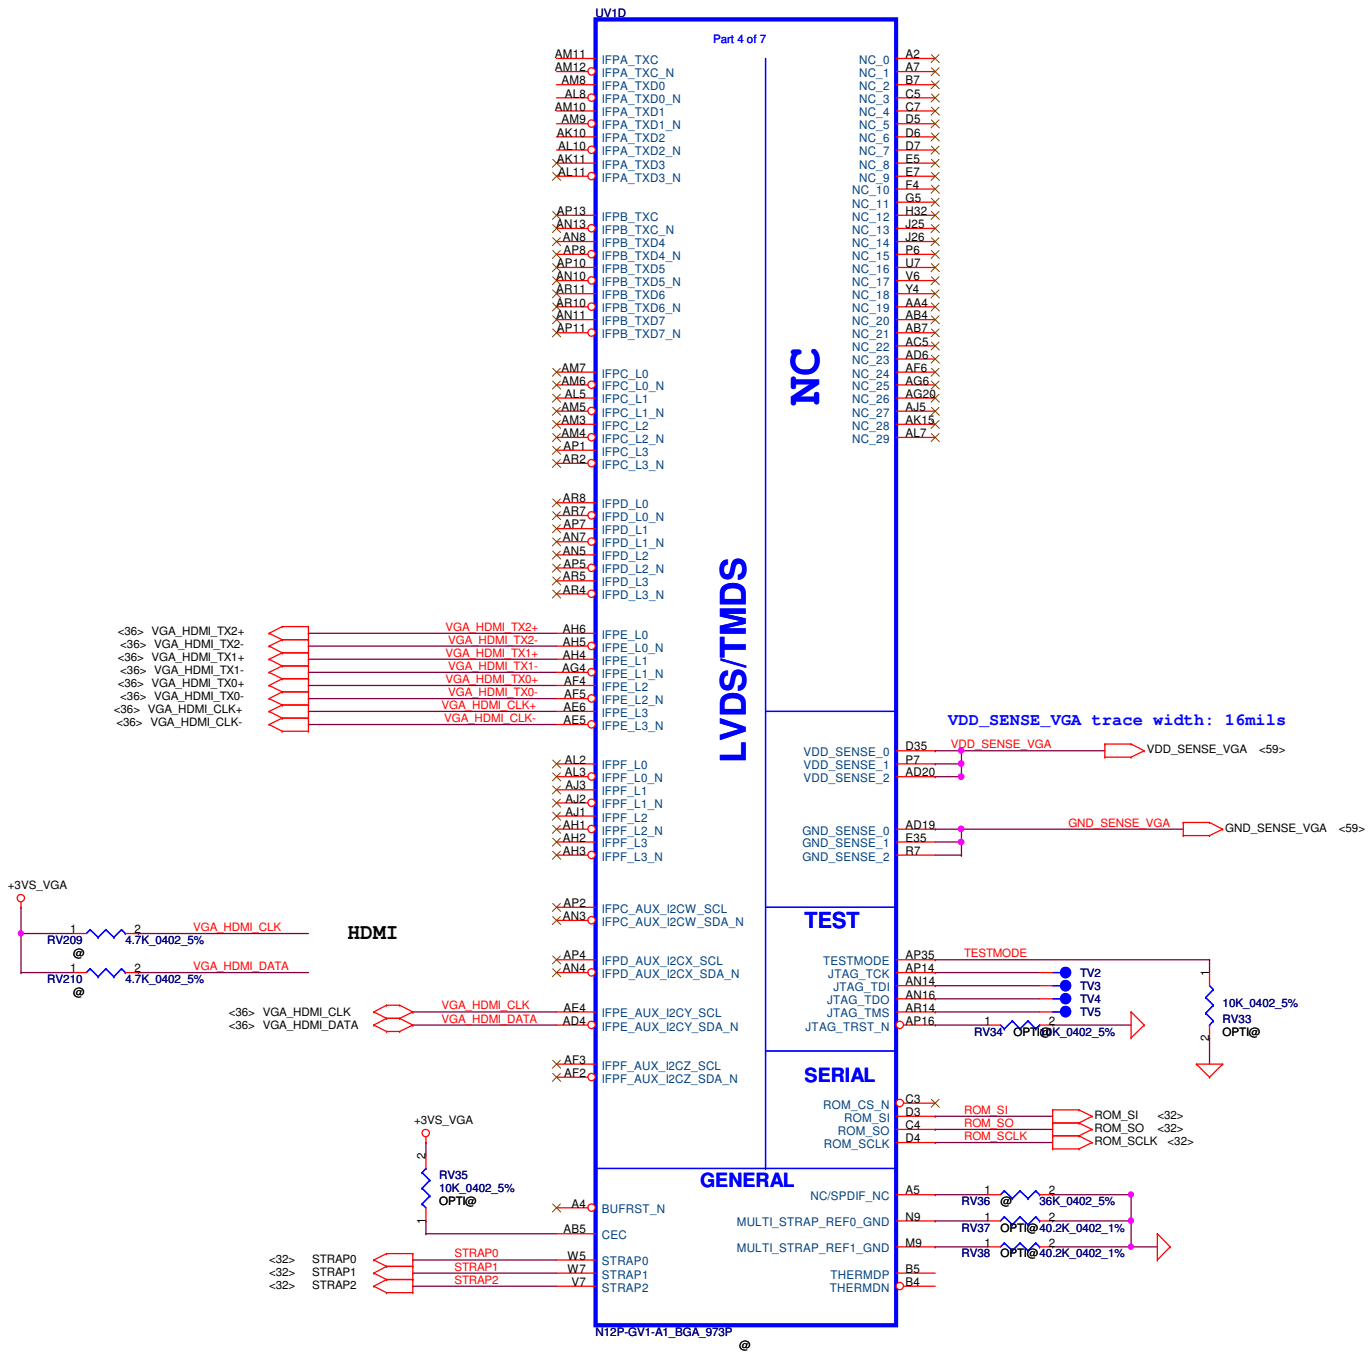 UV1D
Part 4 of 7
AM11 IFPA_TXC
AM12 IFPA_TXC_N
AM8 IFPA_TXD0
AL8 IFPA_TXD0_N
AM10 IFPA_TXD1
AM9 IFPA_TXD1_N
AK10 IFPA_TXD2
AL10 IFPA_TXD2_N
AK11 IFPA_TXD3
AL11 IFPA_TXD3_N
AP13 IFPB_TXC
AN13 IFPB_TXC_N
AN8 IFPB_TXD4
AP8 IFPB_TXD4_N
AP10 IFPB_TXD5
AN10 IFPB_TXD5_N
AR11 IFPB_TXD6
AR10 IFPB_TXD6_N
AN11 IFPB_TXD7
AP11 IFPB_TXD7_N
AM7 IFPC_L0
AM6 IFPC_L0_N
AL5 IFPC_L1
AM5 IFPC_L1_N
AM3 IFPC_L2
AM4 IFPC_L2_N
AP1 IFPC_L3
AR2 IFPC_L3_N
AR8 IFPD_L0
AR7 IFPD_L0_N
AP7 IFPD_L1
AN7 IFPD_L1_N
AN5 IFPD_L2
AP5 IFPD_L2_N
AR5 IFPD_L3
AR4 IFPD_L3_N
<36> VGA_HDMI_TX2+ VGA_HDMI_TX2+ AH6 IFPE_L0
<36> VGA_HDMI_TX2- VGA_HDMI_TX2- AH5 IFPE_L0_N
<36> VGA_HDMI_TX1+ VGA_HDMI_TX1+ AH4 IFPE_L1
<36> VGA_HDMI_TX1- VGA_HDMI_TX1- AG4 IFPE_L1_N
<36> VGA_HDMI_TX0+ VGA_HDMI_TX0+ AF4 IFPE_L2
<36> VGA_HDMI_TX0- VGA_HDMI_TX0- AF5 IFPE_L2_N
<36> VGA_HDMI_CLK+ VGA_HDMI_CLK+ AE6 IFPE_L3
<36> VGA_HDMI_CLK- VGA_HDMI_CLK- AE5 IFPE_L3_N
AL2 IFPF_L0
AL3 IFPF_L0_N
AJ3 IFPF_L1
AJ2 IFPF_L1_N
AJ1 IFPF_L2
AH1 IFPF_L2_N
AH2 IFPF_L3
AH3 IFPF_L3_N
+3VS_VGA
1 2 VGA_HDMI_CLK
RV209 4.7K_0402_5%
@
1 2 VGA_HDMI_DATA
RV210 4.7K_0402_5%
@
HDMI
AP2 IFPC_AUX_I2CW_SCL
AN3 IFPC_AUX_I2CW_SDA_N
AP4 IFPD_AUX_I2CX_SCL
AN4 IFPD_AUX_I2CX_SDA_N
<36> VGA_HDMI_CLK VGA_HDMI_CLK AE4 IFPE_AUX_I2CY_SCL
<36> VGA_HDMI_DATA VGA_HDMI_DATA AD4 IFPE_AUX_I2CY_SDA_N
AF3 IFPF_AUX_I2CZ_SCL
AF2 IFPF_AUX_I2CZ_SDA_N
+3VS_VGA
2
RV35
10K_0402_5%
OPTI@
1
A4 BUFRST_N
AB5 CEC
<32> STRAP0 STRAP0 W5 STRAP0
<32> STRAP1 STRAP1 W7 STRAP1
<32> STRAP2 STRAP2 V7 STRAP2
LVDS/TMDS
NC
NC_0 A2
NC_1 A7
NC_2 B7
NC_3 C5
NC_4 C7
NC_5 D5
NC_6 D6
NC_7 D7
NC_8 E5
NC_9 E7
NC_10 F4
NC_11 G5
NC_12 H32
NC_13 J25
NC_14 J26
NC_15 P6
NC_16 U7
NC_17 V6
NC_18 Y4
NC_19 AA4
NC_20 AB4
NC_21 AB7
NC_22 AC5
NC_23 AD6
NC_24 AF6
NC_25 AG6
NC_26 AG20
NC_27 AJ5
NC_28 AK15
NC_29 AL7
VDD_SENSE_VGA trace width: 16mils
VDD_SENSE_0 D35 VDD_SENSE_VGA VDD_SENSE_VGA <59>
VDD_SENSE_1 P7
VDD_SENSE_2 AD20
GND_SENSE_0 AD19 GND_SENSE_VGA GND_SENSE_VGA <59>
GND_SENSE_1 E35
GND_SENSE_2 R7
TEST
TESTMODE AP35 TESTMODE
JTAG_TCK AP14 TV2
JTAG_TDI AN14 TV3
JTAG_TDO AN16 TV4
JTAG_TMS AR14 TV5
JTAG_TRST_N AP16 1 2
RV34 OPTI@ 10K_0402_5%
1
10K_0402_5%
RV33
OPTI@
2
SERIAL
ROM_CS_N C3
ROM_SI D3 ROM_SI ROM_SI <32>
ROM_SO C4 ROM_SO ROM_SO <32>
ROM_SCLK D4 ROM_SCLK ROM_SCLK <32>
GENERAL
NC/SPDIF_NC A5 1 2
RV36 @ 36K_0402_5%
MULTI_STRAP_REF0_GND N9 1 2
RV37 OPTI@ 40.2K_0402_1%
MULTI_STRAP_REF1_GND M9 1 2
RV38 OPTI@ 40.2K_0402_1%
THERMDP B5
THERMDN B4
N12P-GV1-A1_BGA_973P
@